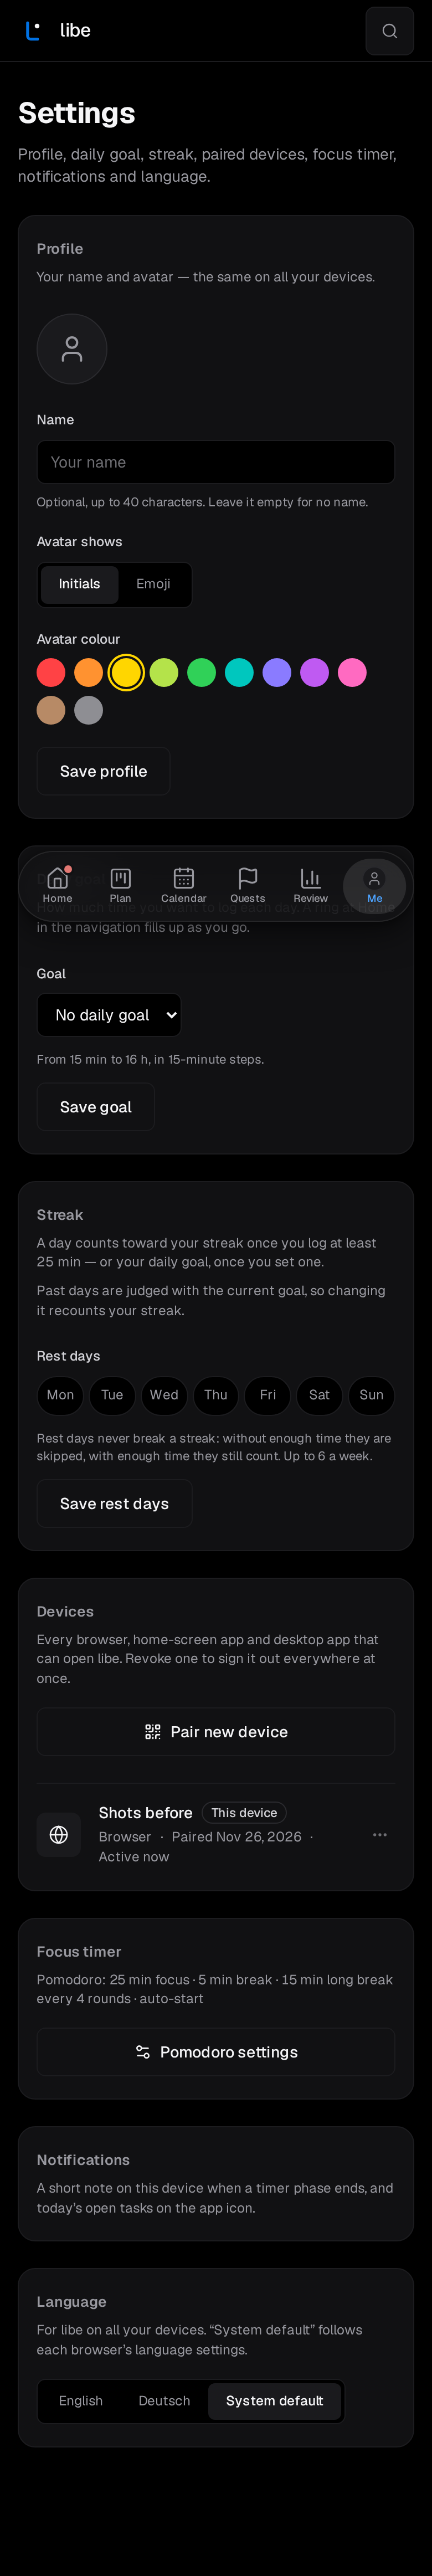 libe
Settings
Profile, daily goal, streak, paired devices, focus timer,
notifications and language.
Profile
Your name and avatar — the same on all your devices.
Name
Your name
Optional, up to 40 characters. Leave it empty for no name.
Avatar shows
Initials
Emoji
Avatar colour
Save profile
Home
Plan
Calendar
Quests
Review
Me
How much time you want to log each day. A ring at Home
in the navigation fills up as you go.
Goal
No daily goal
From 15 min to 16 h, in 15-minute steps.
Save goal
Streak
A day counts toward your streak once you log at least
25 min — or your daily goal, once you set one.
Past days are judged with the current goal, so changing
it recounts your streak.
Rest days
Mon Tue Wed Thu Fri Sat Sun
Rest days never break a streak: without enough time they are
skipped, with enough time they still count. Up to 6 a week.
Save rest days
Devices
Every browser, home-screen app and desktop app that
can open libe. Revoke one to sign it out everywhere at
once.
Pair new device
Shots before
This device
Browser · Paired Nov 26, 2026 ·
Active now
Focus timer
Pomodoro: 25 min focus · 5 min break · 15 min long break
every 4 rounds · auto-start
Pomodoro settings
Notifications
A short note on this device when a timer phase ends, and
today’s open tasks on the app icon.
Language
For libe on all your devices. “System default” follows
each browser’s language settings.
English
Deutsch
System default